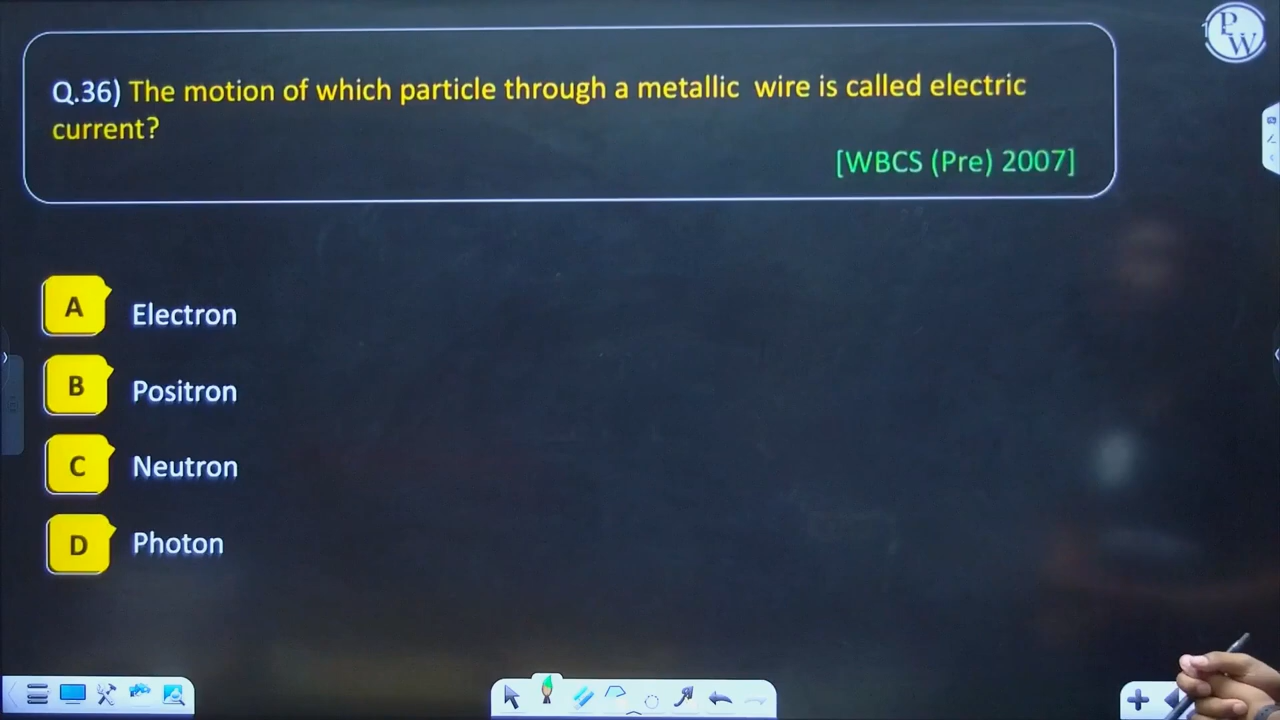 PW
Q.36) The motion of which particle through a metallic wire is called electric
current?
[WBCS (Pre) 2007]
A Electron
B Positron
C Neutron
D Photon